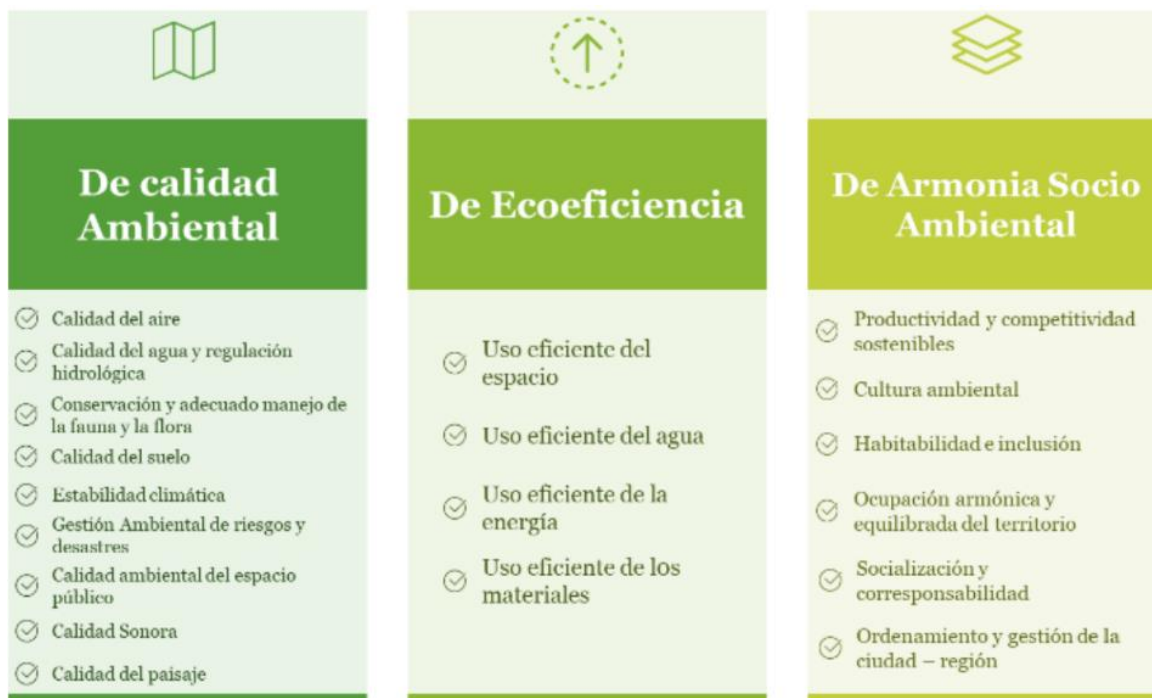 De calidad
Ambiental
Calidad del aire
Calidad del agua y regulación
hidrológica
Conservación y adecuado manejo de
la fauna y la flora
Calidad del suelo
Estabilidad climática
Gestión Ambiental de riesgos y
desastres
Calidad ambiental del espacio
público
Calidad Sonora
Calidad del paisaje
De Ecoeficiencia
Uso eficiente del
espacio
Uso eficiente del agua
Uso eficiente de la
energía
Uso eficiente de los
materiales
De Armonia Socio
Ambiental
Productividad y competitividad
sostenibles
Cultura ambiental
Habitabilidad e inclusión
Ocupación armónica y
equilibrada del territorio
Socialización y
corresponsabilidad
Ordenamiento y gestión de la
ciudad – región